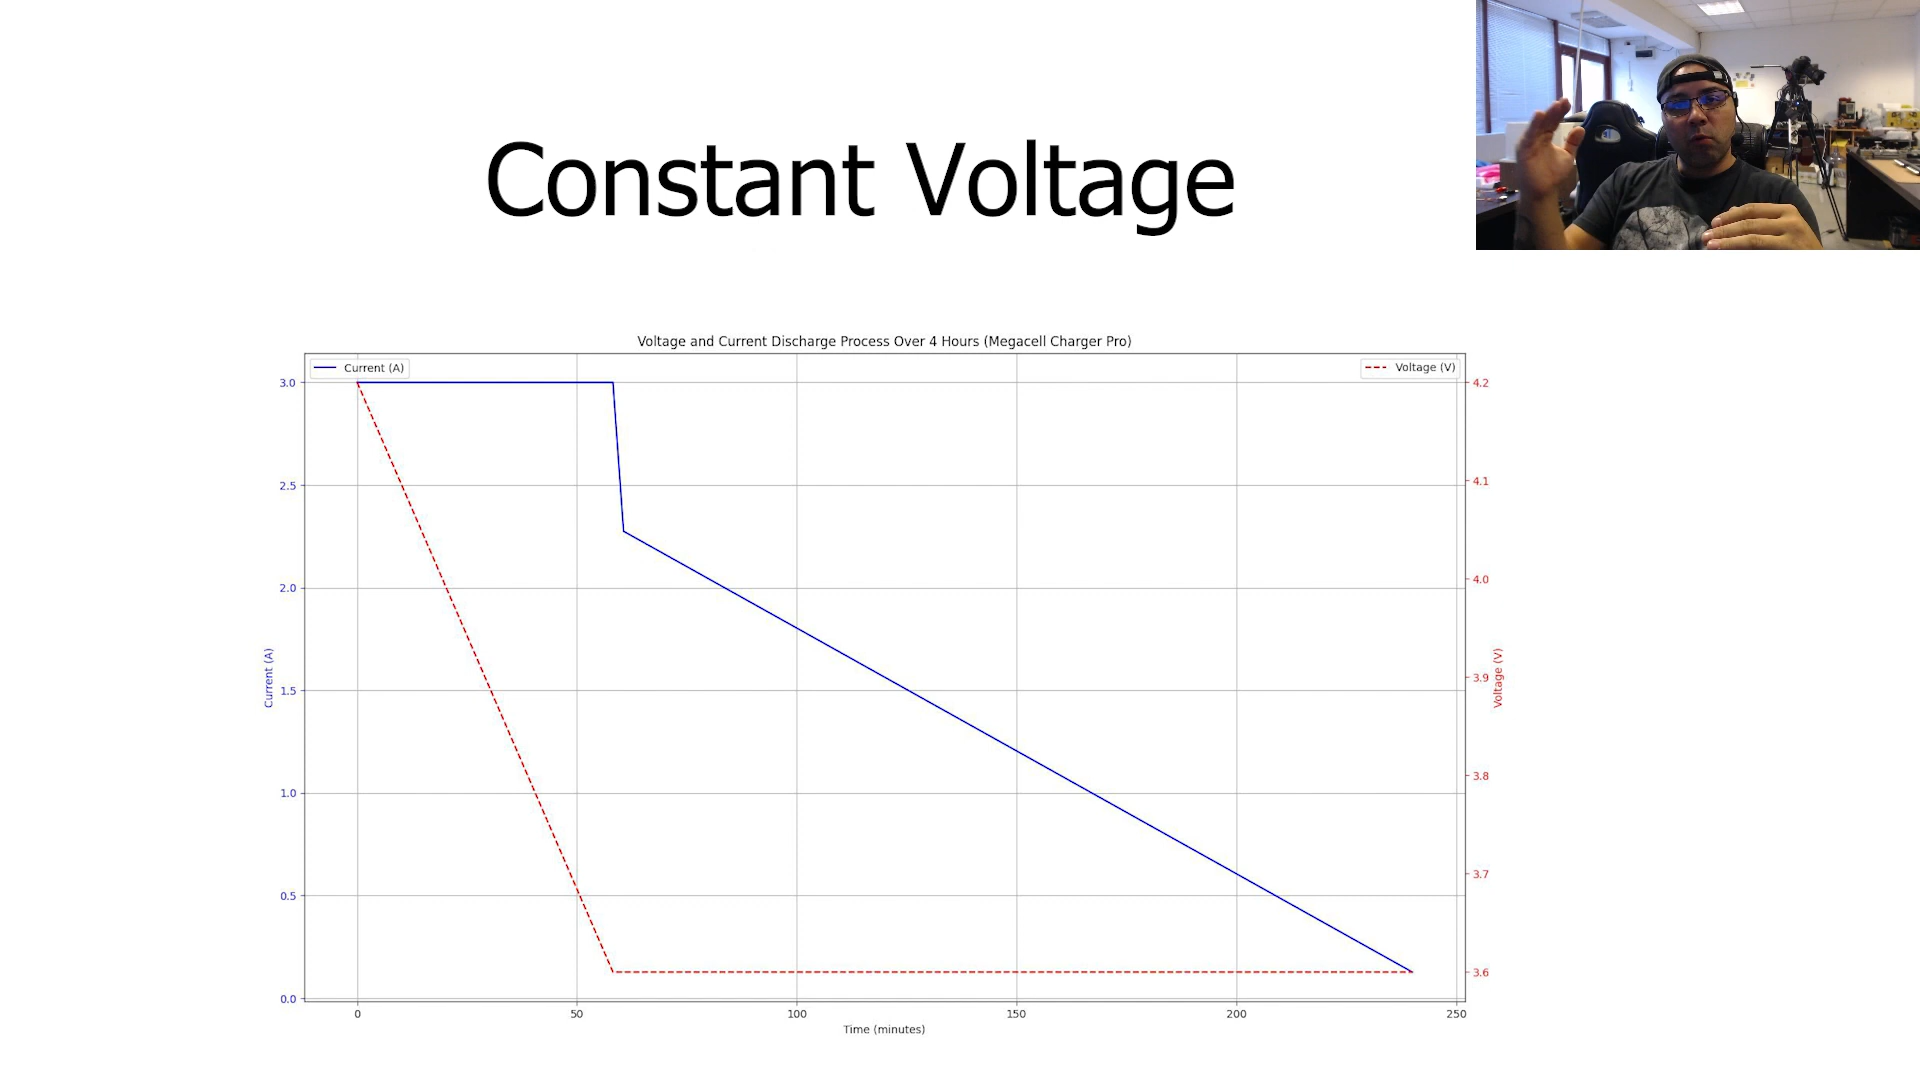 Constant Voltage
Voltage and Current Discharge Process Over 4 Hours (Megacell Charger Pro)
Current (A)
Voltage (V)
3.0
2.5
2.0
1.5
1.0
0.5
0.0
Current (A)
4.2
4.1
4.0
3.9
3.8
3.7
3.6
Voltage (V)
0
50
100
150
200
250
Time (minutes)